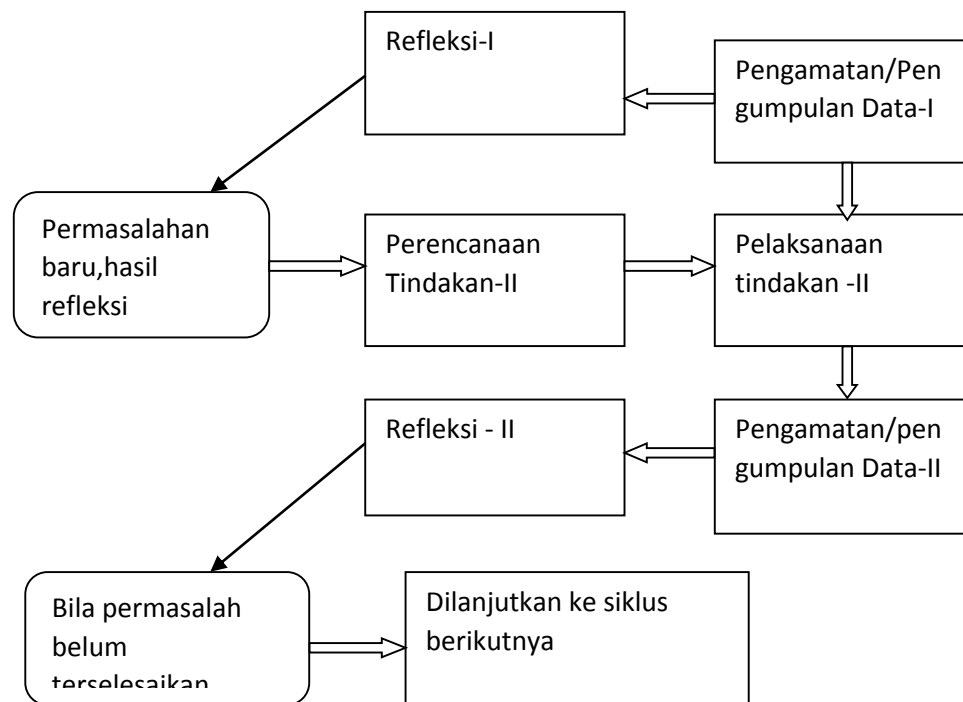 Refleksi-I
Pengamatan/Pen
gumpulan Data-I
Permasalahan
baru,hasil
refleksi
Perencanaan
Tindakan-II
Pelaksanaan
tindakan -II
Refleksi - II
Pengamatan/pen
gumpulan Data-II
Bila permasalah
belum
terselesaikan
Dilanjutkan ke siklus
berikutnya